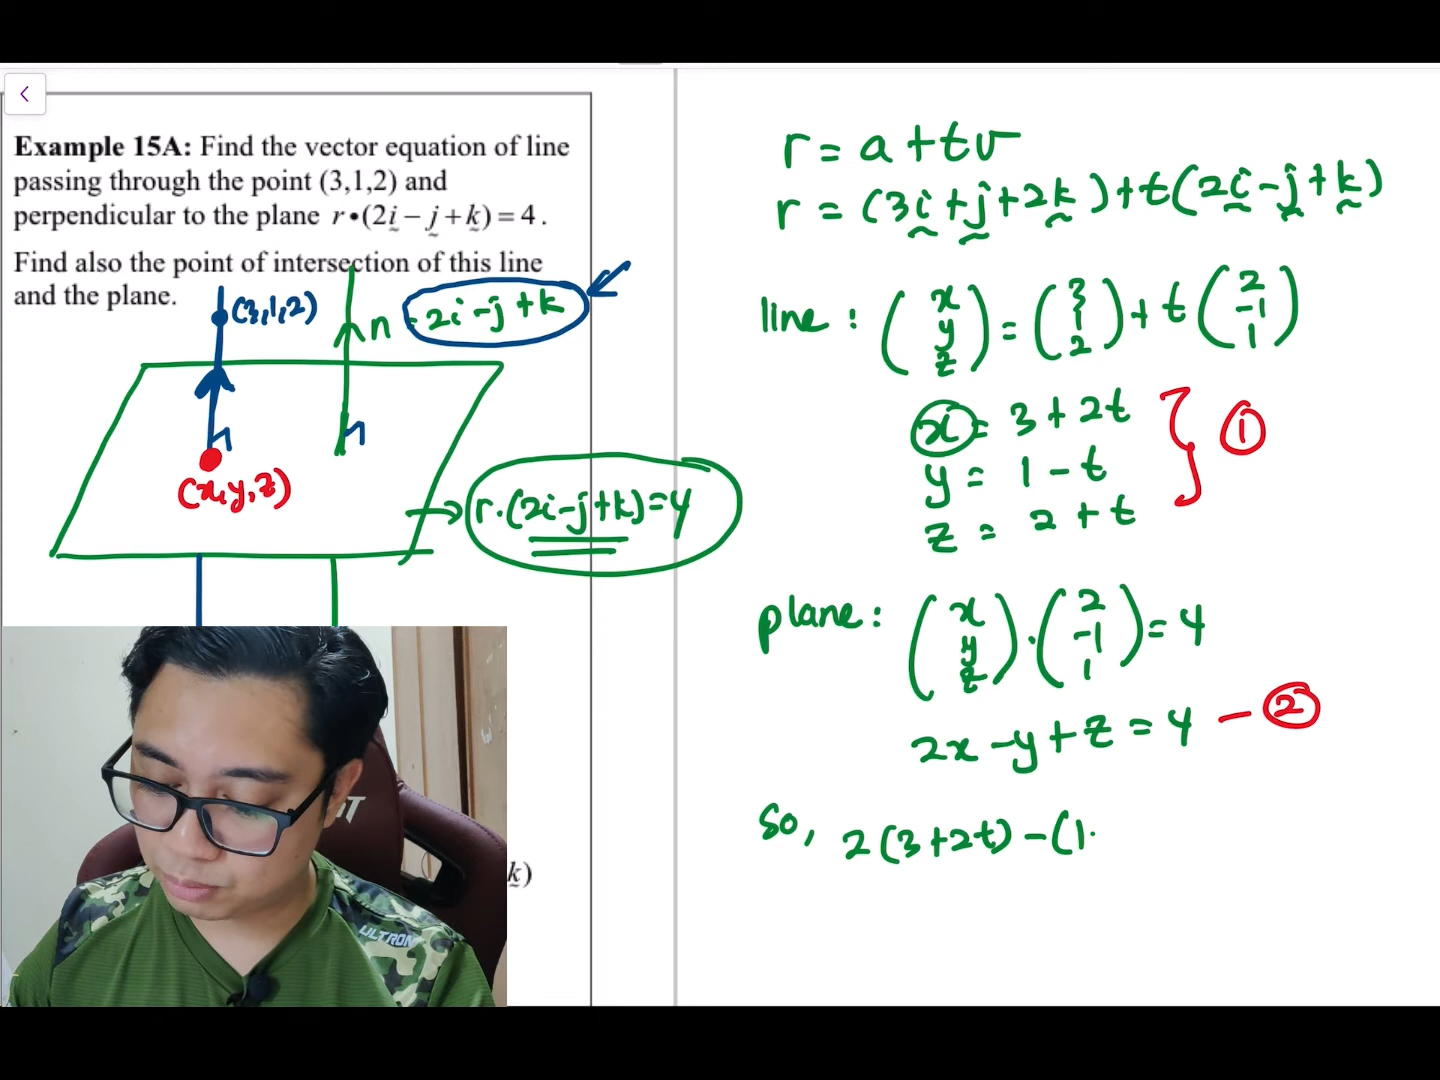 Example 15A: Find the vector equation of line
passing through the point (3,1,2) and
perpendicular to the plane r•(2i − j + k) = 4.
Find also the point of intersection of this line
and the plane.
(3,1,2)
n = 2i - j + k
(x,y,z)
r·(2i-j+k)=4
k)
ULTRON
r = a + tv
r = (3i + j + 2k) + t(2i - j + k)
line : (x y z) = (3 1 2) + t (2 -1 1)
x = 3 + 2t
y = 1 - t
z = 2 + t
1
plane : (x y z) · (2 -1 1) = 4
2x - y + z = 4 — 2
So, 2(3+2t) - (1-